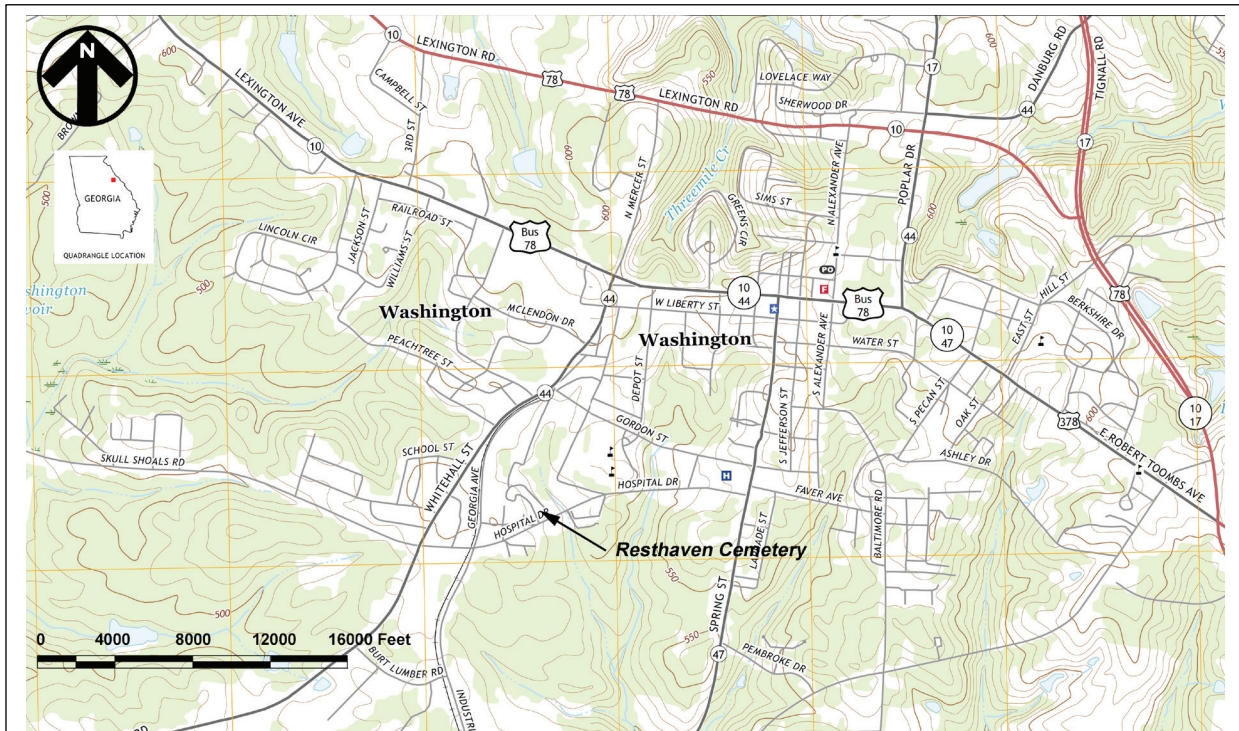 N
GEORGIA
QUADRANGLE LOCATION
600
LEXINGTON AVE
10
10
LEXINGTON RD
78
78
LEXINGTON RD
CAMPBELL ST
3RD ST
600
550
LOVELACE WAY
SHERWOOD DR
17
DANBURG RD
44
TIGNALL RD
17
10
500
N MERCER ST
600
Threemile Cr
GREENS CIR
SIMS ST
N ALEXANDER AVE
POPLAR DR
600
44
RAILROAD ST
JACKSON ST
WILLIAMS ST
LINCOLN CIR
Bus
78
500
PO
F
HILL ST
78
BERKSHIRE DR
EAST ST
44
W LIBERTY ST
10
44
Bus
78
10
47
Washington
MCLENDON DR
Washington
WATER ST
S ALEXANDER AVE
PEACHTREE ST
DEPOT ST
44
GORDON ST
S JEFFERSON ST
S PECAN ST
OAK ST
600
378
10
17
E ROBERT TOOMBS AVE
SCHOOL ST
SKULL SHOALS RD
WHITEHALL ST
GEORGIA AVE
HOSPITAL DR
H
HOSPITAL DR
FAVER AVE
ASHLEY DR
BALTIMORE RD
Resthaven Cemetery
550
500
SPRING ST
550
47
PEMBROKE DR
0 4000 8000 12000 16000 Feet
BURT LUMBER RD